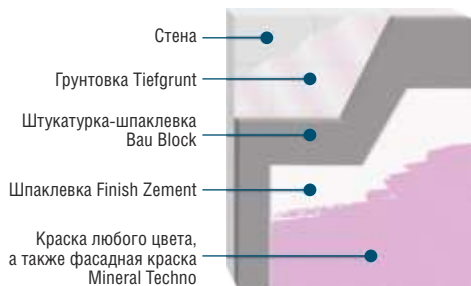 Стена
Грунтовка Tiefgrunt
Штукатурка-шпаклевка
Bau Block
Шпаклевка Finish Zement
Краска любого цвета,
а также фасадная краска
Mineral Techno